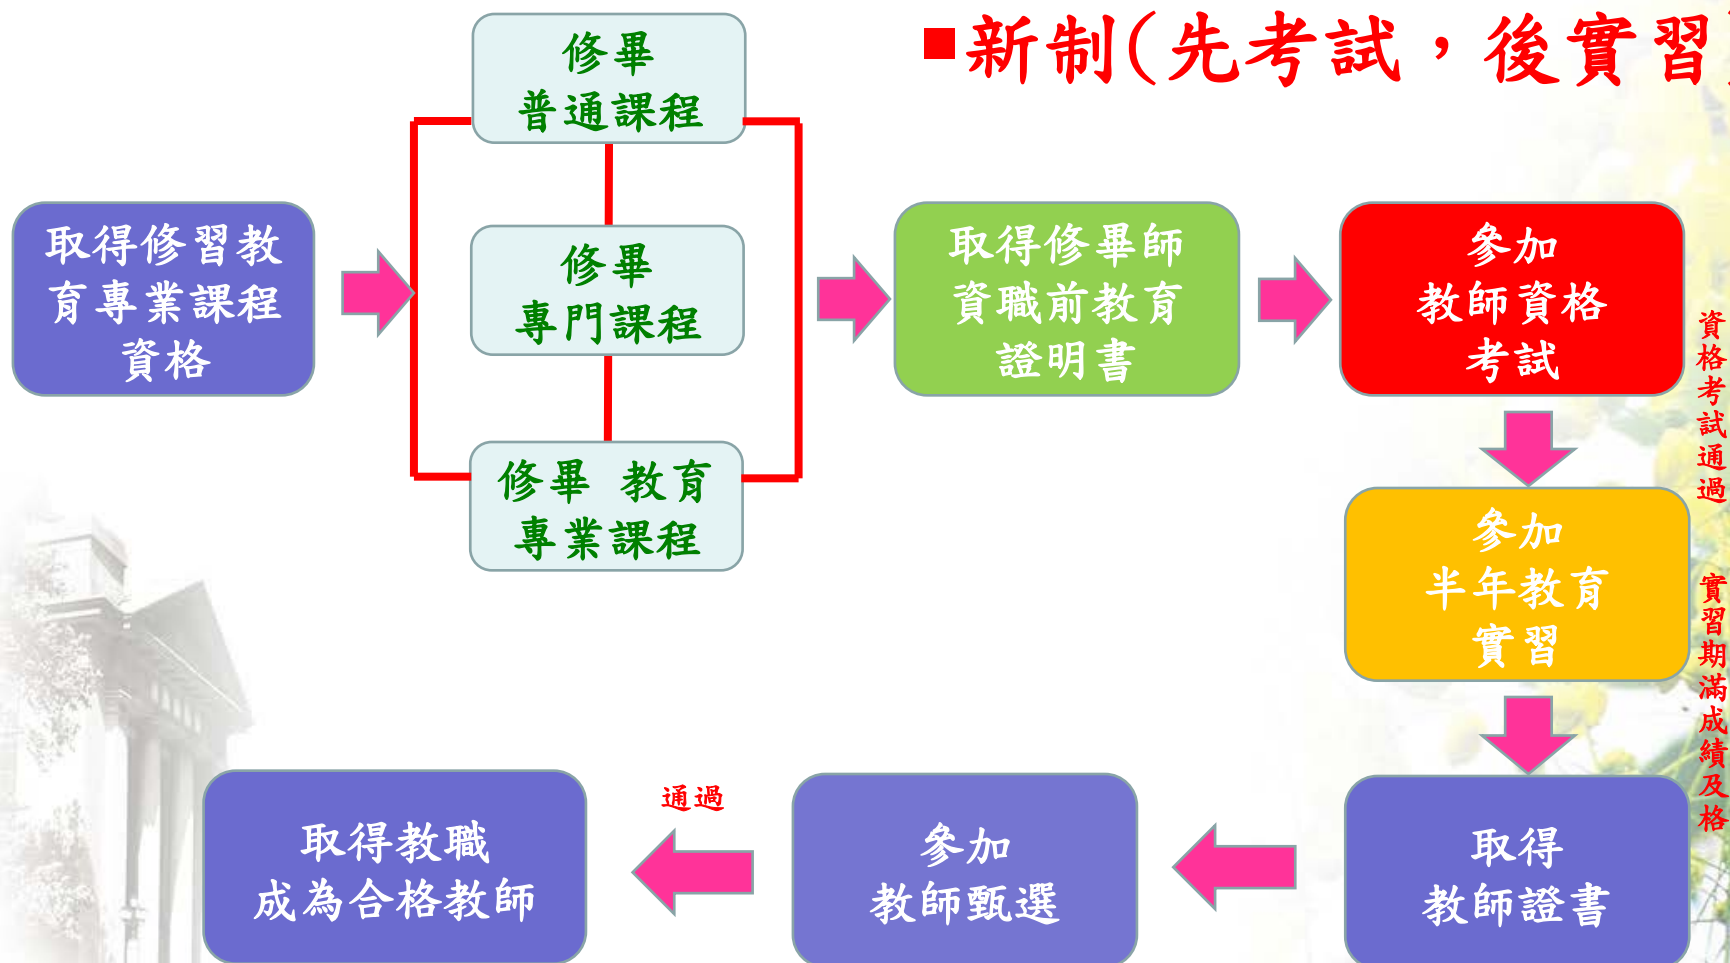 ■新制(先考試，後實習
修畢
普通課程
取得修習教
育專業課程
資格
修畢
專門課程
修畢 教育
專業課程
取得修畢師
資職前教育
證明書
參加
教師資格
考試
資格考試通過
參加
半年教育
實習
實習期滿成績及格
取得
教師證書
參加
教師甄選
通過
取得教職
成為合格教師